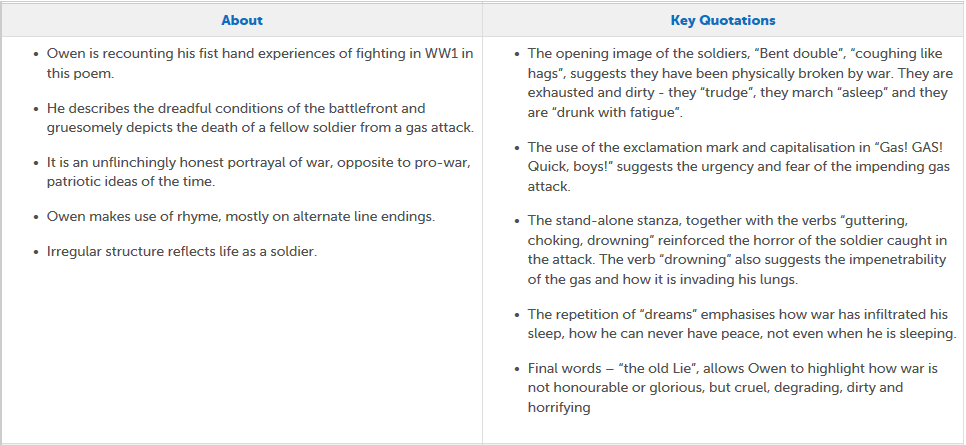 About
Owen is recounting his fist hand experiences of fighting in WW1 in
this poem.
He describes the dreadful conditions of the battlefront and
gruesomely depicts the death of a fellow soldier from a gas attack.
It is an unflinchingly honest portrayal of war, opposite to pro-war,
patriotic ideas of the time.
Owen makes use of rhyme, mostly on alternate line endings.
Irregular structure reflects life as a soldier.
Key Quotations
The opening image of the soldiers, “Bent double”, “coughing like
hags”, suggests they have been physically broken by war. They are
exhausted and dirty - they “trudge”, they march “asleep” and they
are “drunk with fatigue”.
The use of the exclamation mark and capitalisation in “Gas! GAS!
Quick, boys!” suggests the urgency and fear of the impending gas
attack.
The stand-alone stanza, together with the verbs “guttering,
choking, drowning” reinforced the horror of the soldier caught in
the attack. The verb “drowning” also suggests the impenetrability
of the gas and how it is invading his lungs.
The repetition of “dreams” emphasises how war has infiltrated his
sleep, how he can never have peace, not even when he is sleeping.
Final words – “the old Lie”, allows Owen to highlight how war is
not honourable or glorious, but cruel, degrading, dirty and
horrifying